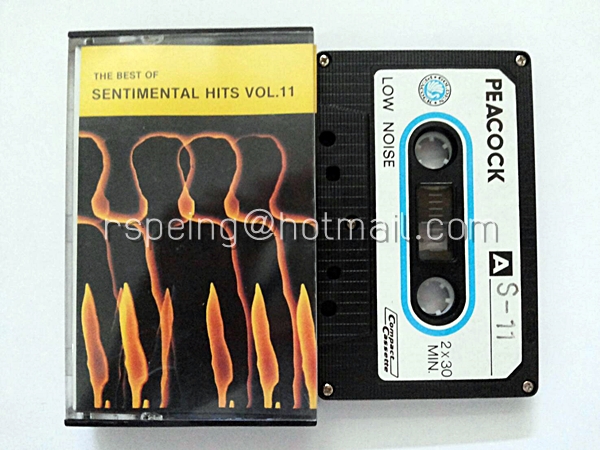 THE BEST OF
SENTIMENTAL HITS VOL.11
PEACOCK
LOW NOISE
A
S-11
2x30
MIN.
Compact
Cassette
rspeing@hotmail.com